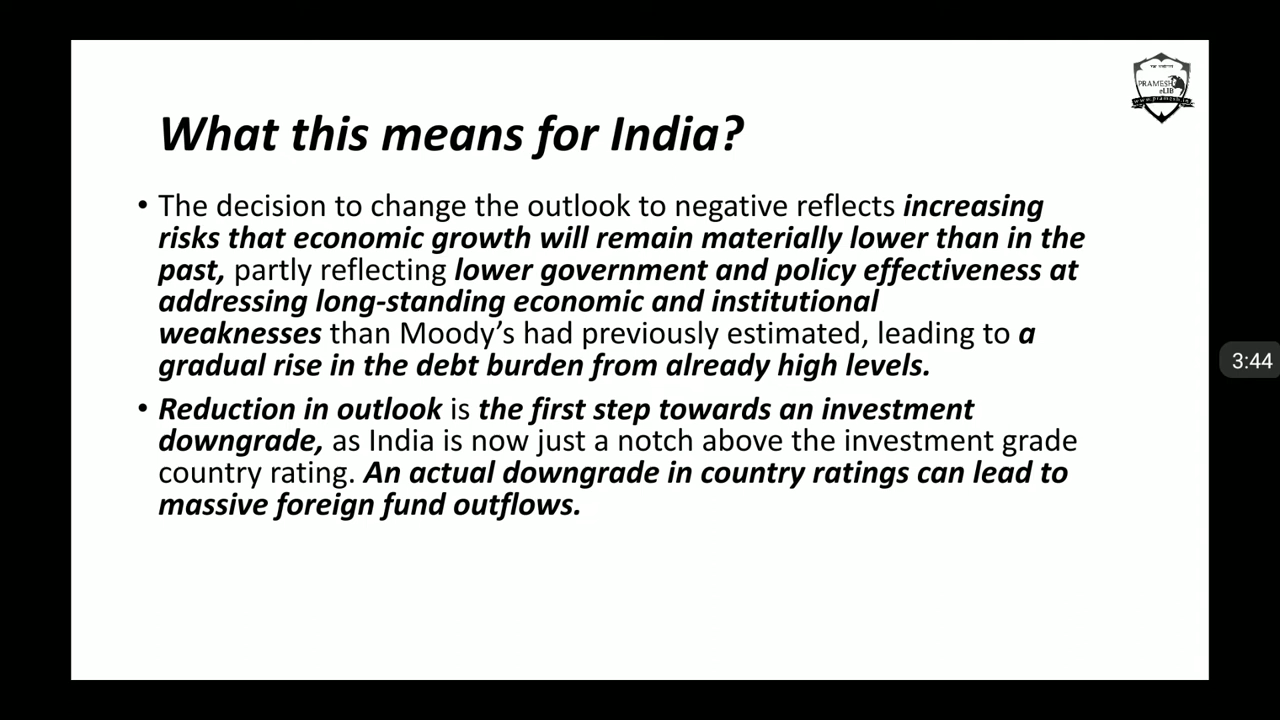 PRAMESH
eLIB
What this means for India?
• The decision to change the outlook to negative reflects increasing
risks that economic growth will remain materially lower than in the
past, partly reflecting lower government and policy effectiveness at
addressing long-standing economic and institutional
weaknesses than Moody’s had previously estimated, leading to a
gradual rise in the debt burden from already high levels.
• Reduction in outlook is the first step towards an investment
downgrade, as India is now just a notch above the investment grade
country rating. An actual downgrade in country ratings can lead to
massive foreign fund outflows.
3:44